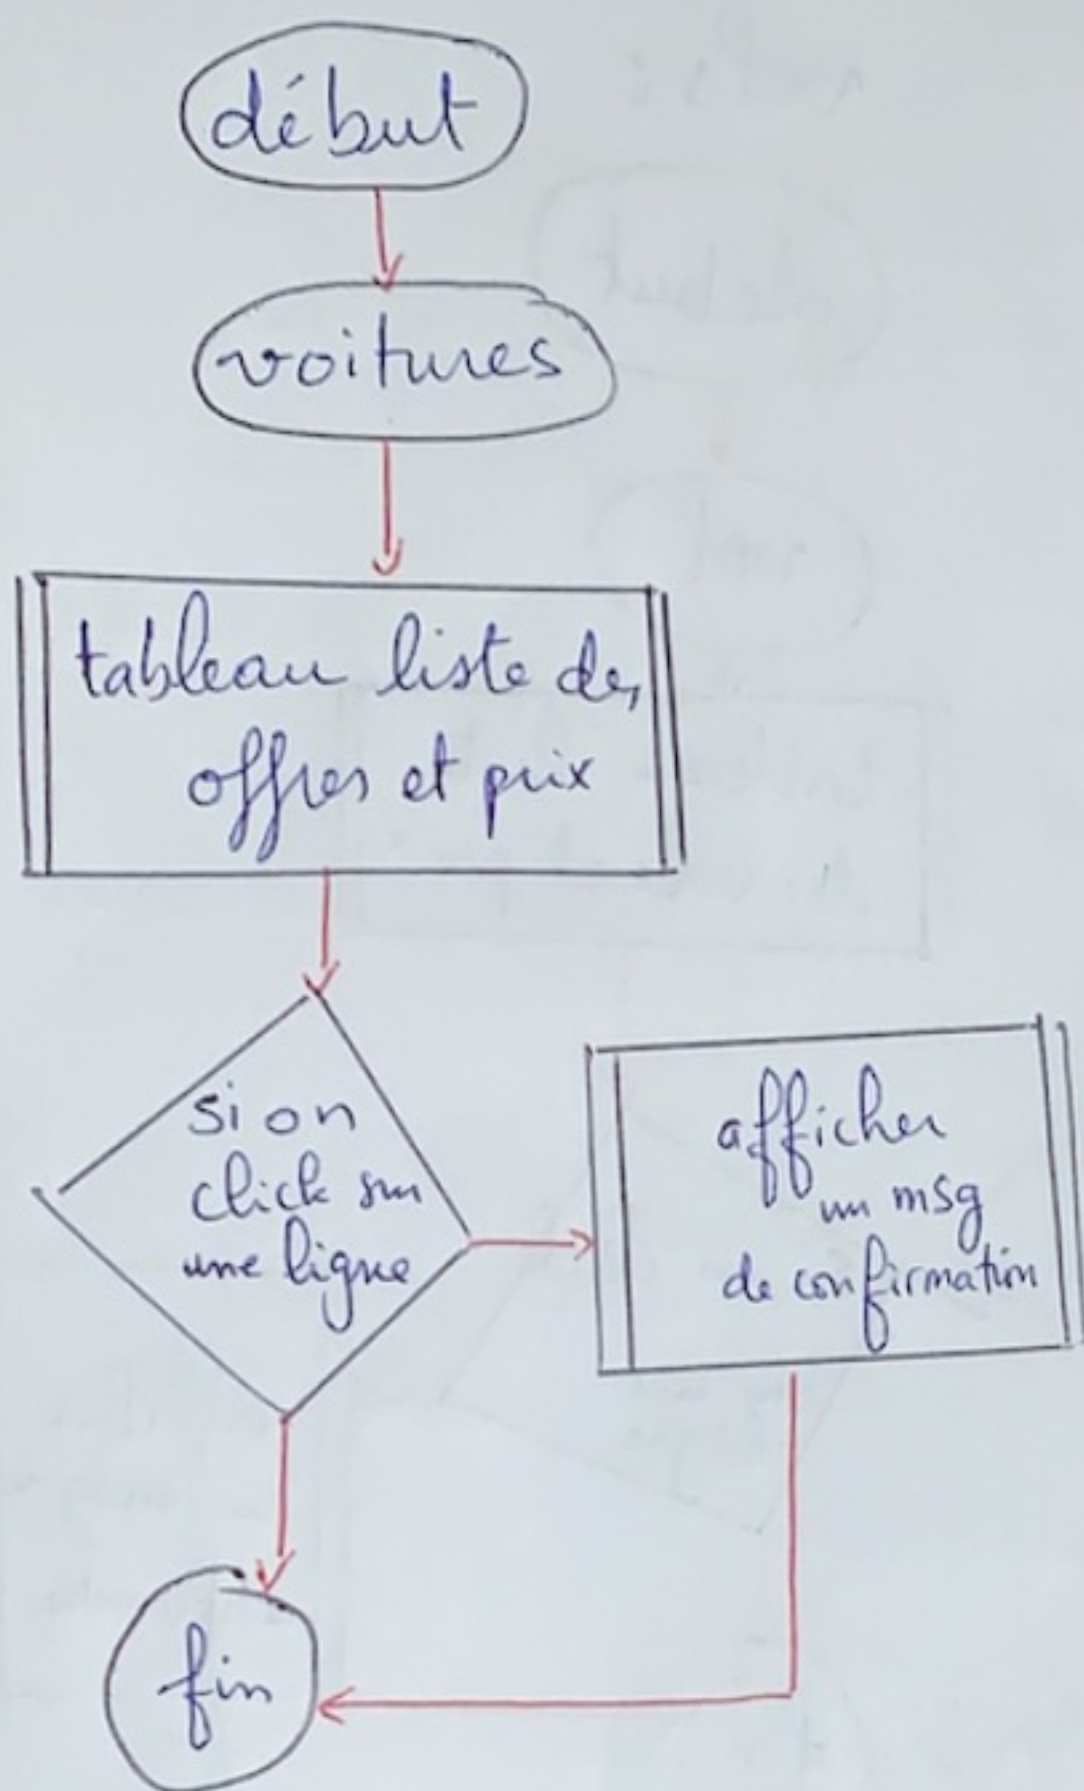 début
voitures
tableau liste des
offres et prix
si on
click sur
une ligne
afficher
un msg
de confirmation
fin